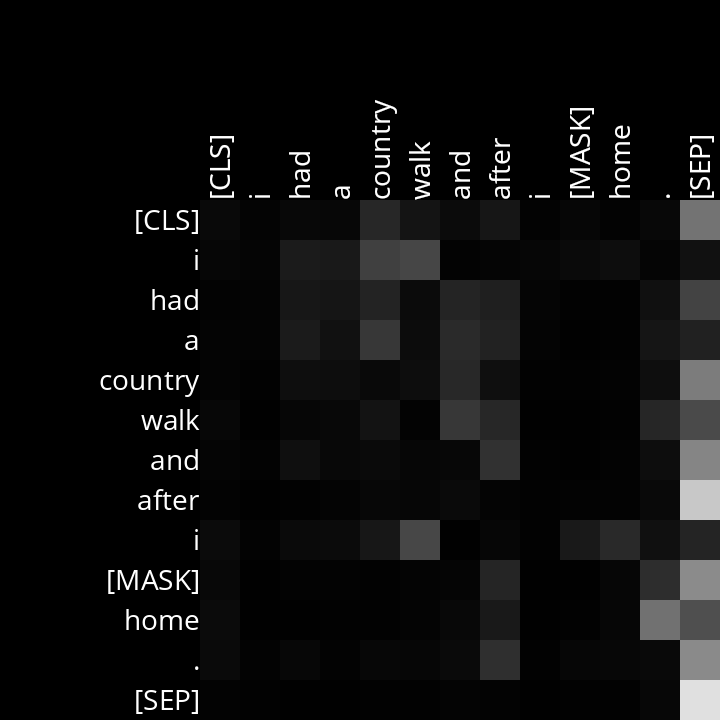 [CLS] i had a country walk and after i [MASK] home . [SEP]
[CLS]
i
had
a
country
walk
and
after
i
[MASK]
home
.
[SEP]